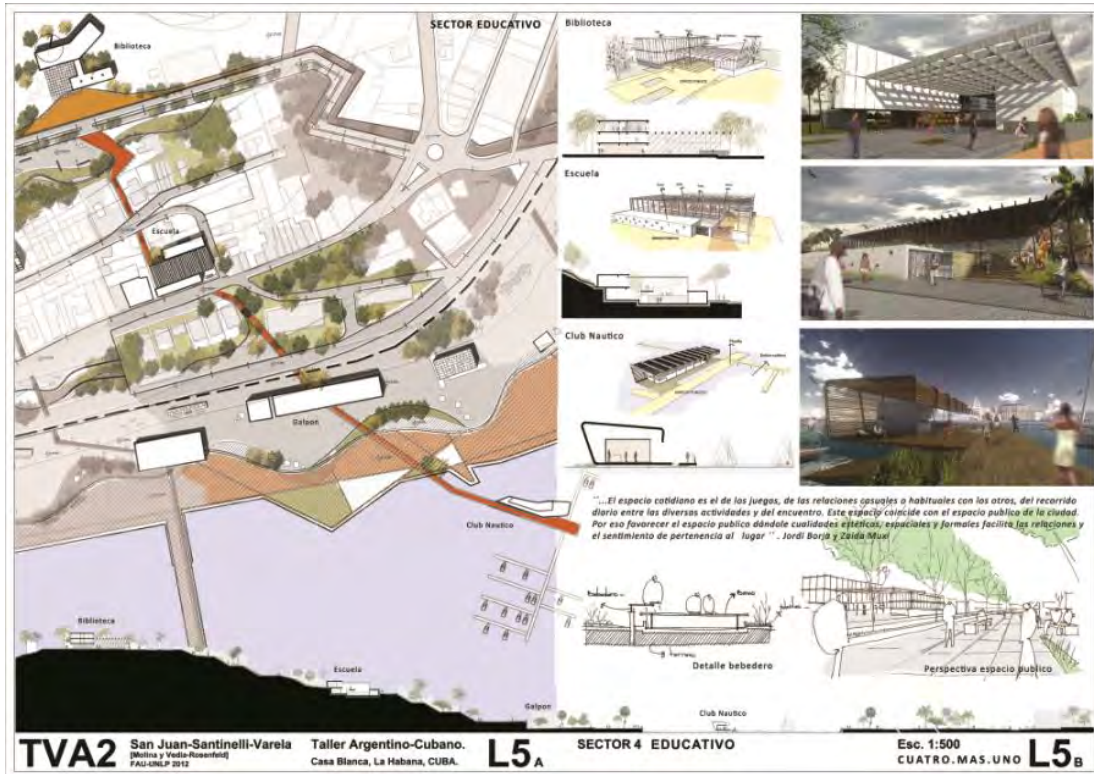 SECTOR EDUCATIVO
Biblioteca
Escuela
Galpon
Club Nautico
Biblioteca
Escuela
Galpon
Biblioteca
Escuela
Club Nautico
"...El espacio cotidiano es el de los juegos, de las relaciones casuales o habituales con los otros, del recorrido
diario entre las diversas actividades y del encuentro. Este espacio coincide con el espacio publico de la ciudad.
Por eso favorecer el espacio publico dándole cualidades estéticas, espaciales y formales facilita las relaciones y
el sentimiento de pertenencia al lugar ". Jordi Borja y Zaida Muxi
bebedero
Detalle bebedero
Perspectiva espacio publico
Club Nautico
TVA2
San Juan-Santinelli-Varela
[Molina y Vedia-Rosenfeld]
FAU-UNLP 2012
Taller Argentino-Cubano.
Casa Blanca, La Habana, CUBA.
L5A
SECTOR 4 EDUCATIVO
Esc. 1:500
CUATRO.MAS.UNO
L5B